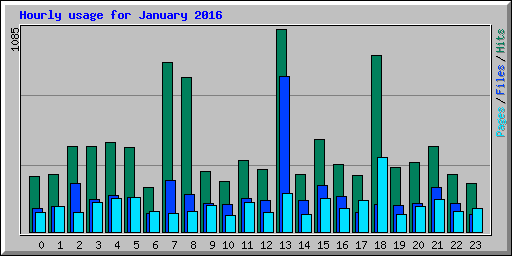 Hourly usage for January 2016
1085
Pages / Files / Hits
0 1 2 3 4 5 6 7 8 9 10 11 12 13 14 15 16 17 18 19 20 21 22 23